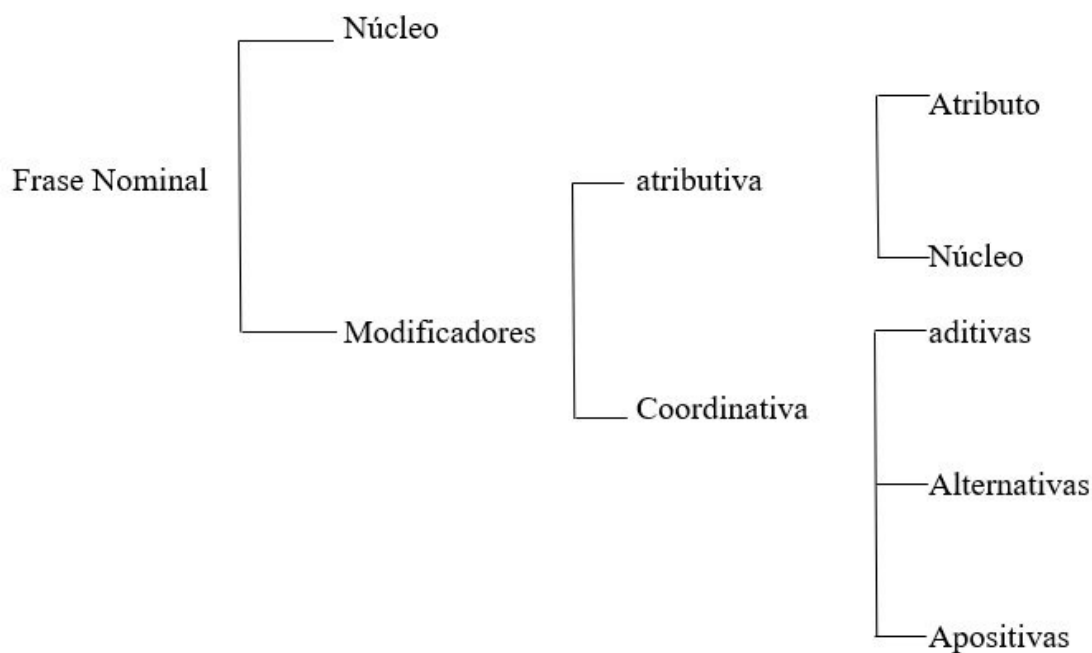 Frase Nominal
Núcleo
Modificadores
atributiva
Coordinativa
Atributo
Núcleo
aditivas
Alternativas
Apositivas